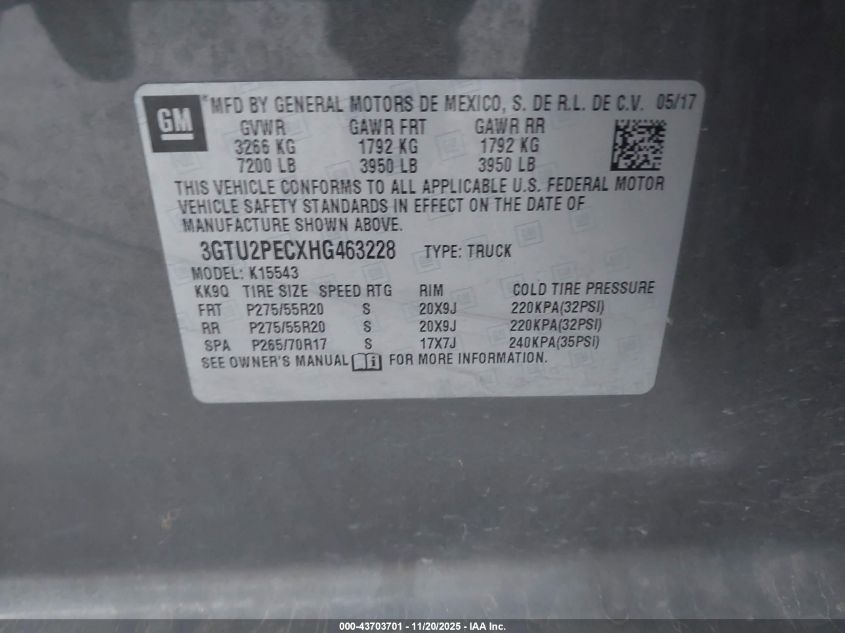 GM *MFD BY GENERAL MOTORS DE MEXICO, S. DE R.L. DE C.V. 05/17
GVWR GAWR FRT GAWR RR
3266 KG 1792 KG 1792 KG
7200 LB 3950 LB 3950 LB
THIS VEHICLE CONFORMS TO ALL APPLICABLE U.S. FEDERAL MOTOR
VEHICLE SAFETY STANDARDS IN EFFECT ON THE DATE OF
MANUFACTURE SHOWN ABOVE.
3GTU2PECXHG463228 TYPE: TRUCK
MODEL: K15543
KK9Q TIRE SIZE SPEED RTG RIM COLD TIRE PRESSURE
FRT P275/55R20 S 20X9J 220KPA(32PSI)
RR P275/55R20 S 20X9J 220KPA(32PSI)
SPA P265/70R17 S 17X7J 240KPA(35PSI)
SEE OWNER'S MANUAL FOR MORE INFORMATION.
000-43703701 - 11/20/2025 - IAA Inc.